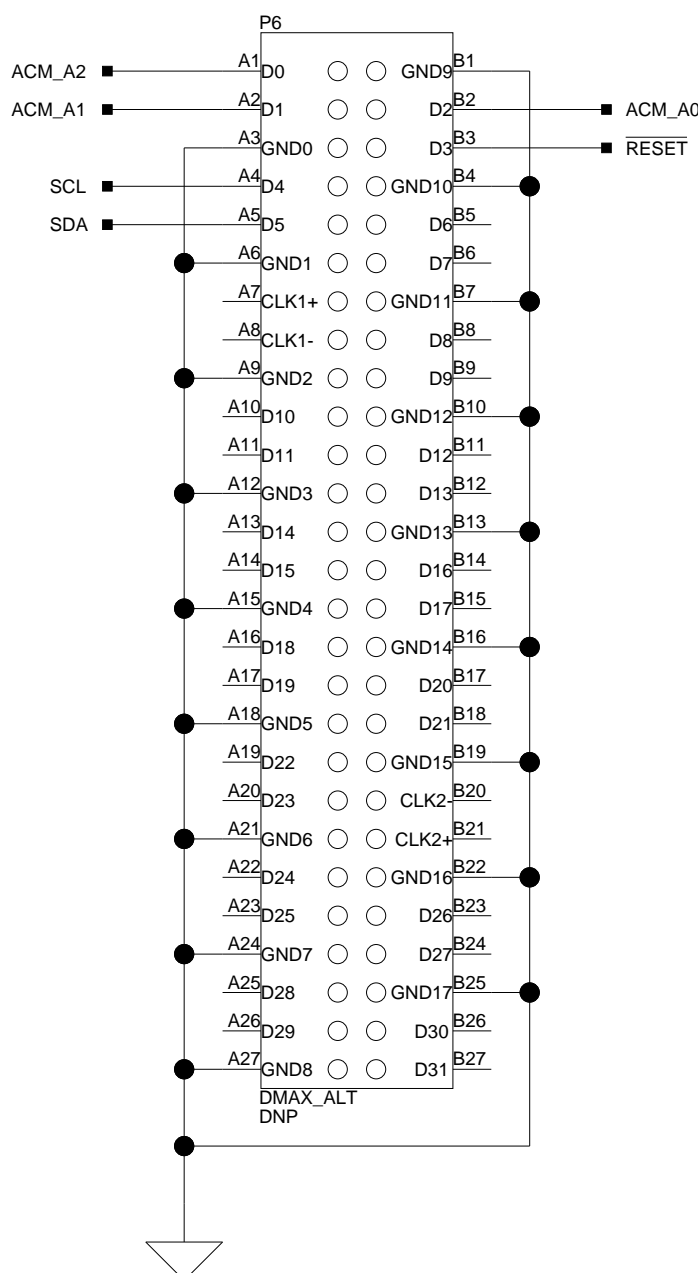 P6
ACM_A2 A1 D0 GND9 B1
ACM_A1 A2 D1 D2 B2 ACM_A0
A3 GND0 D3 B3 RESET
SCL A4 D4 GND10 B4
SDA A5 D5 D6 B5
A6 GND1 D7 B6
A7 CLK1+ GND11 B7
A8 CLK1- D8 B8
A9 GND2 D9 B9
A10 D10 GND12 B10
A11 D11 D12 B11
A12 GND3 D13 B12
A13 D14 GND13 B13
A14 D15 D16 B14
A15 GND4 D17 B15
A16 D18 GND14 B16
A17 D19 D20 B17
A18 GND5 D21 B18
A19 D22 GND15 B19
A20 D23 CLK2- B20
A21 GND6 CLK2+ B21
A22 D24 GND16 B22
A23 D25 D26 B23
A24 GND7 D27 B24
A25 D28 GND17 B25
A26 D29 D30 B26
A27 GND8 D31 B27
DMAX_ALT
DNP